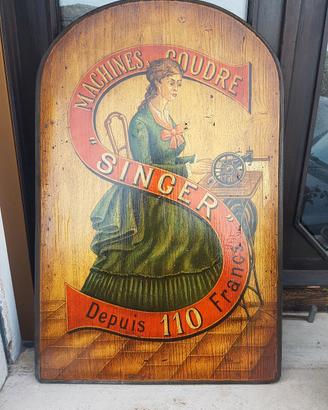 MACHINES A COUDRE
"SINGER"
Depuis 110 Francs